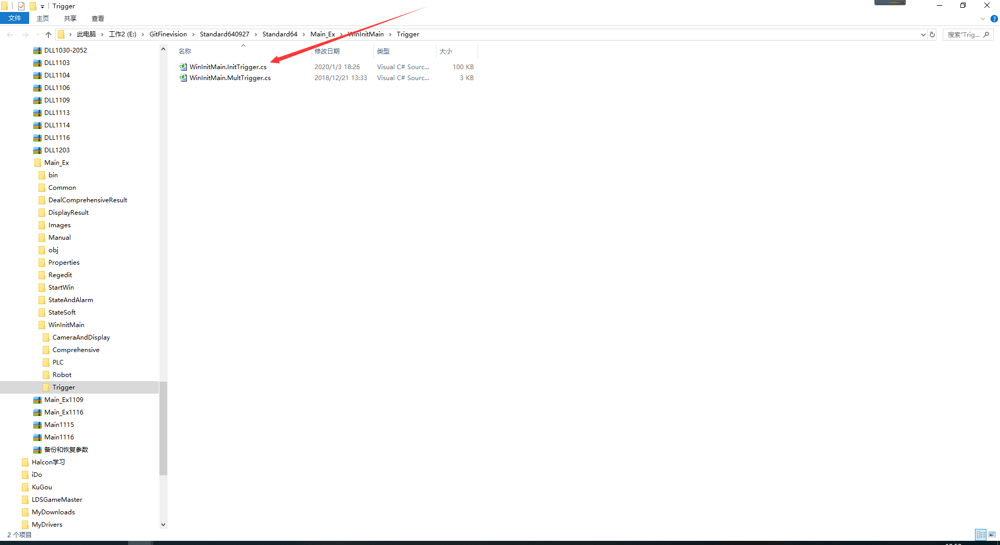 Trigger
文件 主页 共享 查看
此电脑 工作2 (E:) GitFinevision Standard640927 Standard64 Main_Ex WinInitMain Trigger 搜索"Trig...
名称 修改日期 类型 大小
WinInitMain.InitTrigger.cs 2020/1/3 18:26 Visual C# Sourc... 100 KB
WinInitMain.MultTrigger.cs 2018/12/21 13:33 Visual C# Sourc... 3 KB
DLL1030-2052
DLL1103
DLL1104
DLL1106
DLL1109
DLL1113
DLL1114
DLL1116
DLL1203
Main_Ex
bin
Common
DealComprehensiveResult
DisplayResult
Images
Manual
obj
Properties
Regedit
StartWin
StateAndAlarm
StateSoft
WinInitMain
CameraAndDisplay
Comprehensive
PLC
Robot
Trigger
Main_Ex1109
Main_Ex1116
Main1115
Main1116
备份和恢复参数
Halcon学习
iDo
KuGou
LDSGameMaster
MyDownloads
MyDrivers
2 个项目